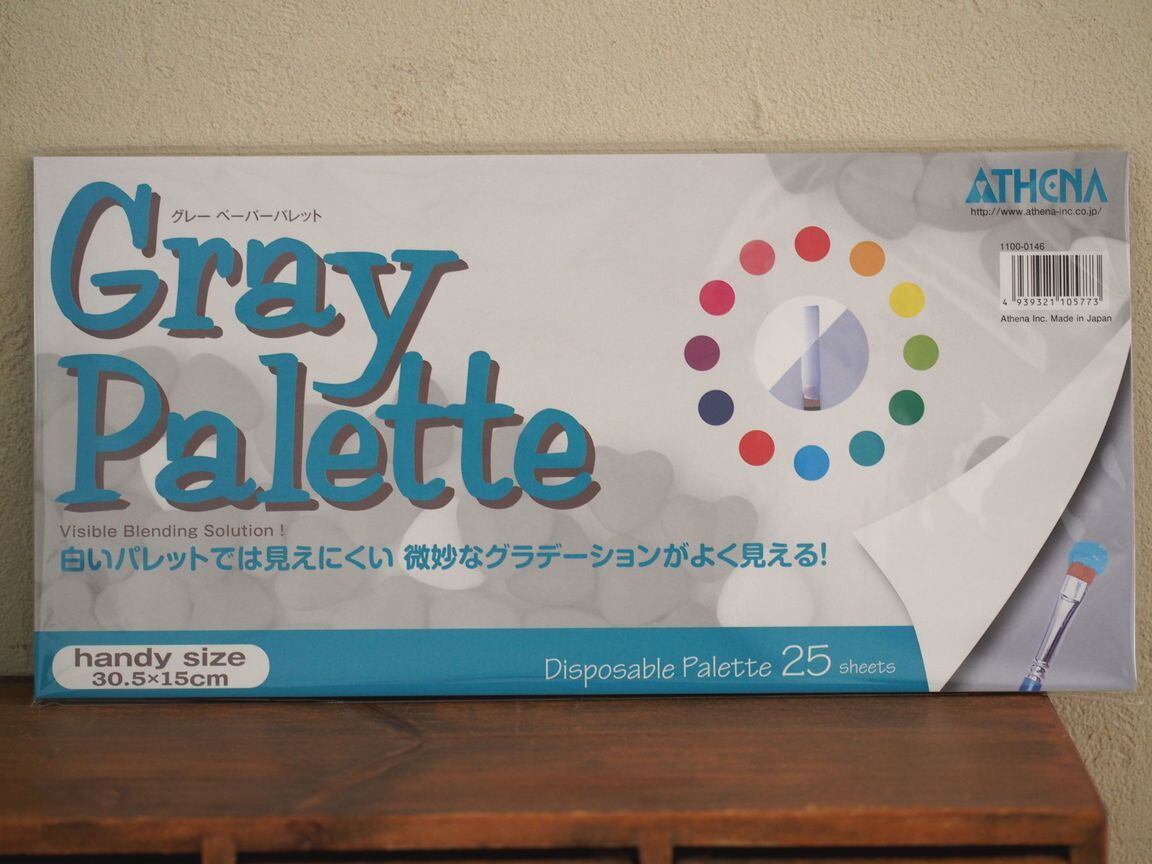 Gray
グレー ペーパーパレット
Palette
Visible Blending Solution !
白いパレットでは見えにくい 微妙なグラデーションがよく見える!
handy size
30.5×15cm
Disposable Palette 25 sheets
ATHENA
http://www.athena-inc.co.jp/
1100-0146
4 939321 105773
Athena Inc. Made in Japan